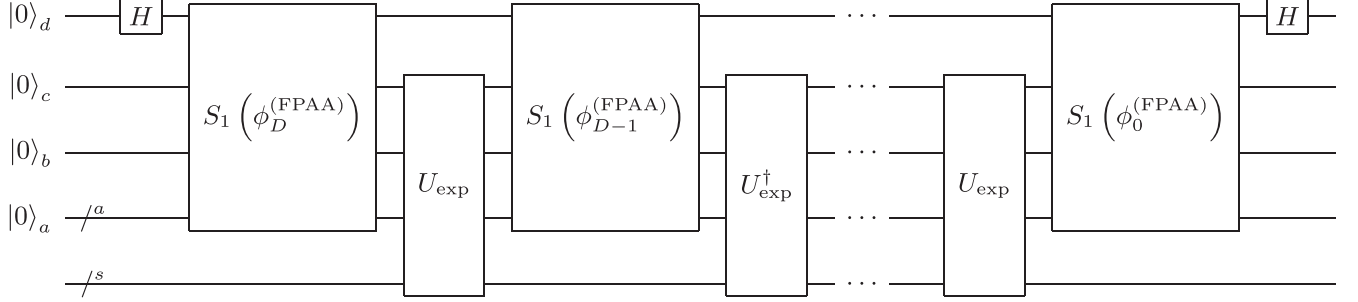 |0⟩_d H S_1(ϕ_D^{(FPAA)}) S_1(ϕ_{D−1}^{(FPAA)}) ⋯ S_1(ϕ_0^{(FPAA)}) H
|0⟩_c U_exp U_exp^† ⋯ U_exp
|0⟩_b ⋯
|0⟩_a a ⋯
s ⋯